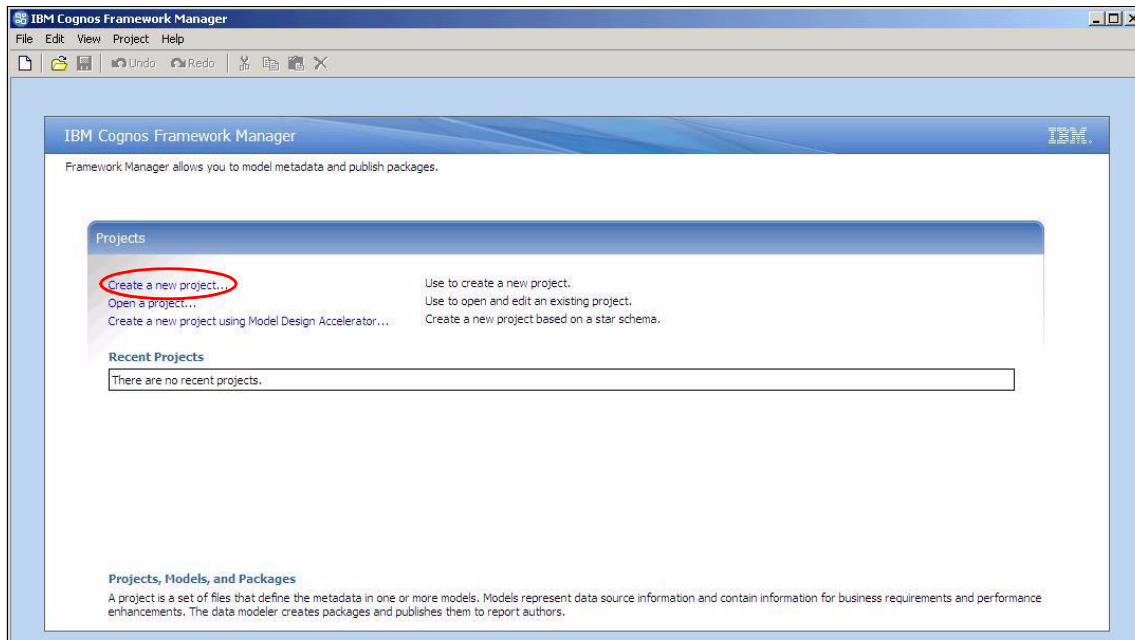 IBM Cognos Framework Manager
File Edit View Project Help
Undo Redo
IBM Cognos Framework Manager IBM.
Framework Manager allows you to model metadata and publish packages.
Projects
Create a new project... Use to create a new project.
Open a project... Use to open and edit an existing project.
Create a new project using Model Design Accelerator... Create a new project based on a star schema.
Recent Projects
There are no recent projects.
Projects, Models, and Packages
A project is a set of files that define the metadata in one or more models. Models represent data source information and contain information for business requirements and performance
enhancements. The data modeler creates packages and publishes them to report authors.